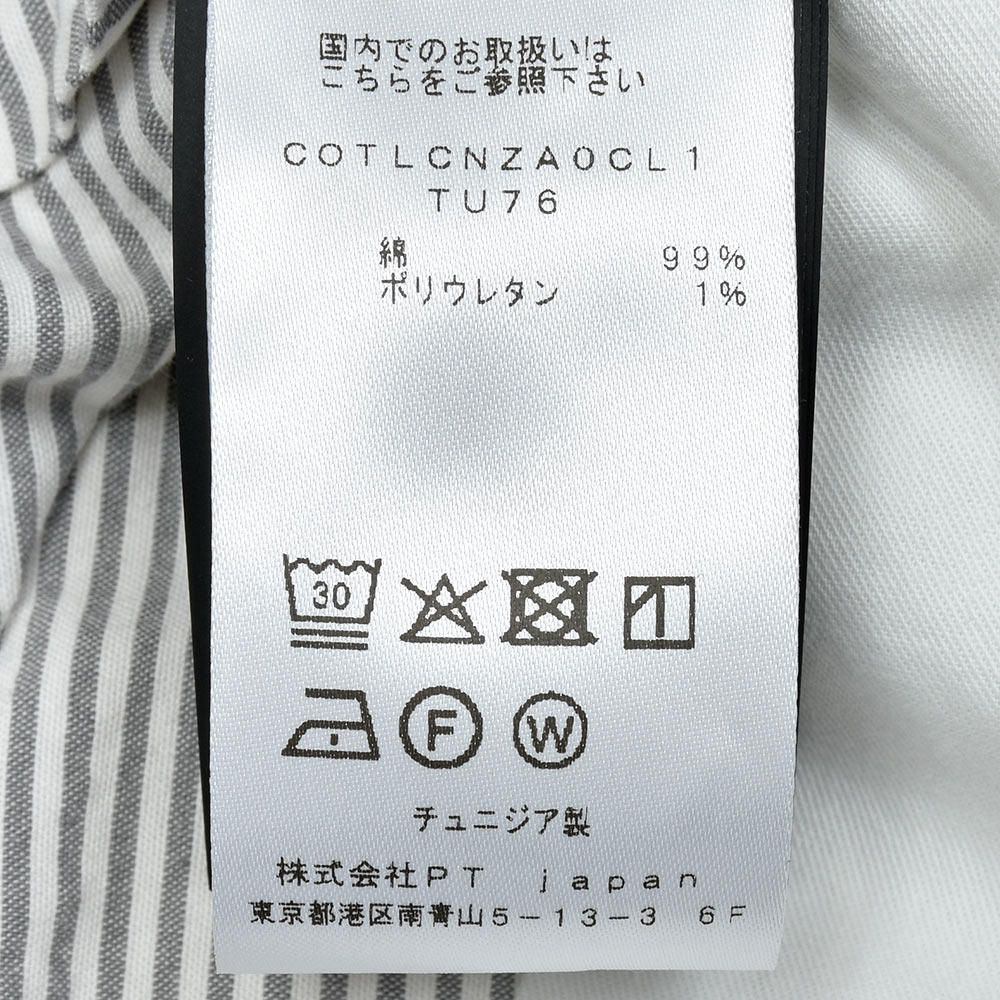 国内でのお取扱いは
こちらをご参照下さい
COTLCNZA0CL1
TU76
綿 99%
ポリウレタン 1%
30
F W
チュニジア製
株式会社PT japan
東京都港区南青山5-13-3 6F